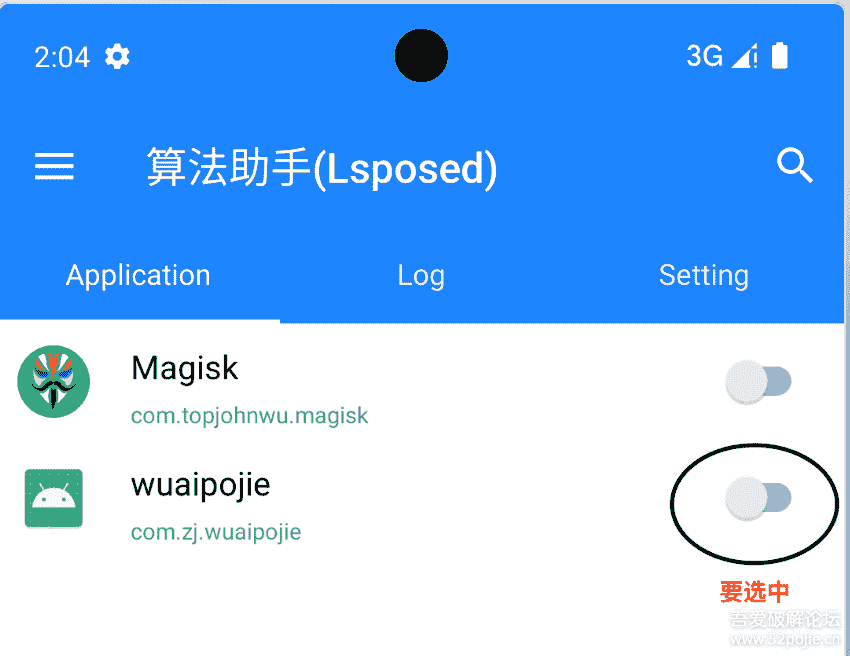 2:04 3G
算法助手(Lsposed)
Application Log Setting
Magisk
com.topjohnwu.magisk
wuaipojie
com.zj.wuaipojie
要选中
吾爱破解论坛
www.52pojie.cn